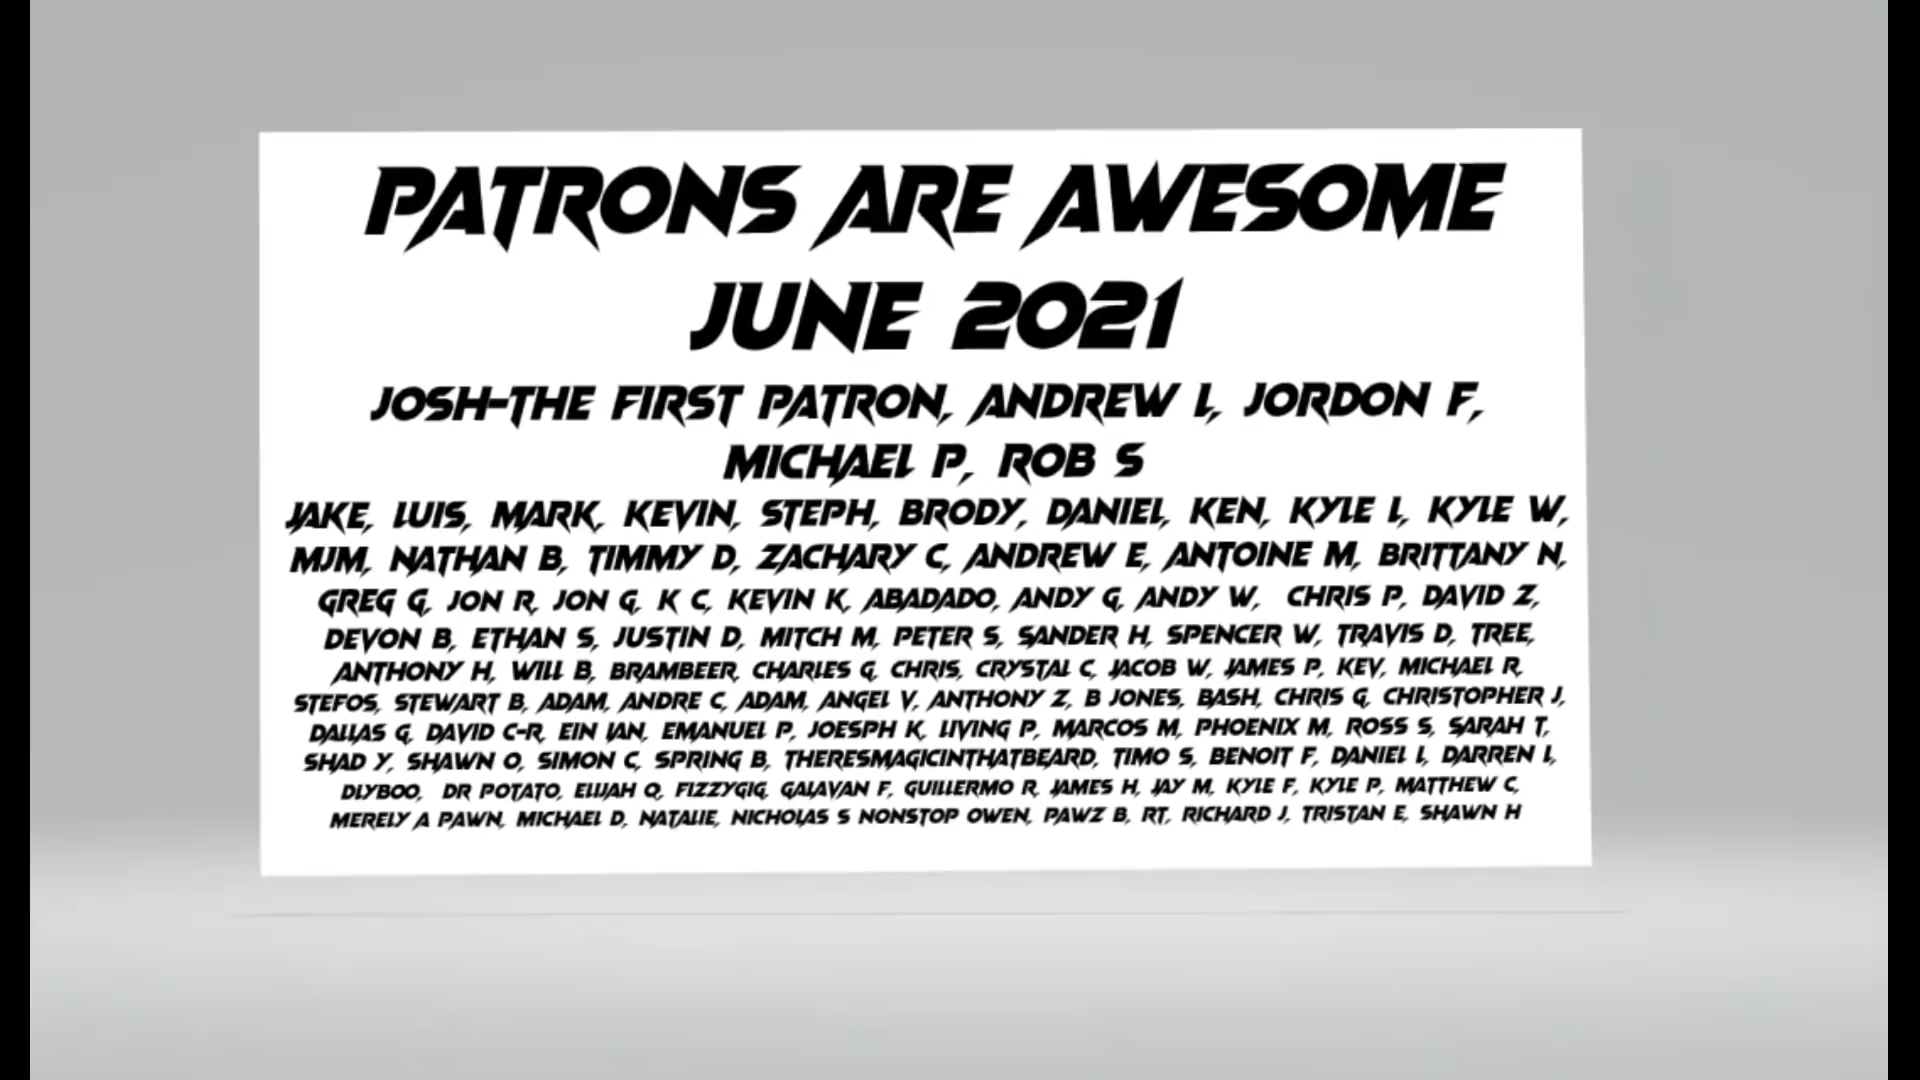 PATRONS ARE AWESOME
JUNE 2021
JOSH-THE FIRST PATRON, ANDREW L, JORDON F,
MICHAEL P, ROB S
JAKE, LUIS, MARK, KEVIN, STEPH, BRODY, DANIEL, KEN, KYLE L, KYLE W,
MJM, NATHAN B, TIMMY D, ZACHARY C, ANDREW E, ANTOINE M, BRITTANY N,
GREG G, JON R, JON G, K C, KEVIN K, ABADADO, ANDY G, ANDY W, CHRIS P, DAVID Z,
DEVON B, ETHAN S, JUSTIN D, MITCH M, PETER S, SANDER H, SPENCER W, TRAVIS D, TREE,
ANTHONY H, WILL B, BRAMBEER, CHARLES G, CHRIS, CRYSTAL C, JACOB W, JAMES P, KEV, MICHAEL R,
STEFOS, STEWART B, ADAM, ANDRE C, ADAM, ANGEL V, ANTHONY Z, B JONES, BASH, CHRIS G, CHRISTOPHER J,
DALLAS G, DAVID C-R, EIN IAN, EMANUEL P, JOESPH K, LIVING P, MARCOS M, PHOENIX M, ROSS S, SARAH T,
SHAD Y, SHAWN O, SIMON C, SPRING B, THERESMAGICINTHATBEARD, TIMO S, BENOIT F, DANIEL L, DARREN L,
DLYBOO, DR POTATO, ELIJAH Q, FIZZYGIG, GALAVAN F, GUILLERMO R, JAMES H, JAY M, KYLE F, KYLE P, MATTHEW C,
MERELY A PAWN, MICHAEL D, NATALIE, NICHOLAS S NONSTOP OWEN, PAWZ B, RT, RICHARD J, TRISTAN E, SHAWN H